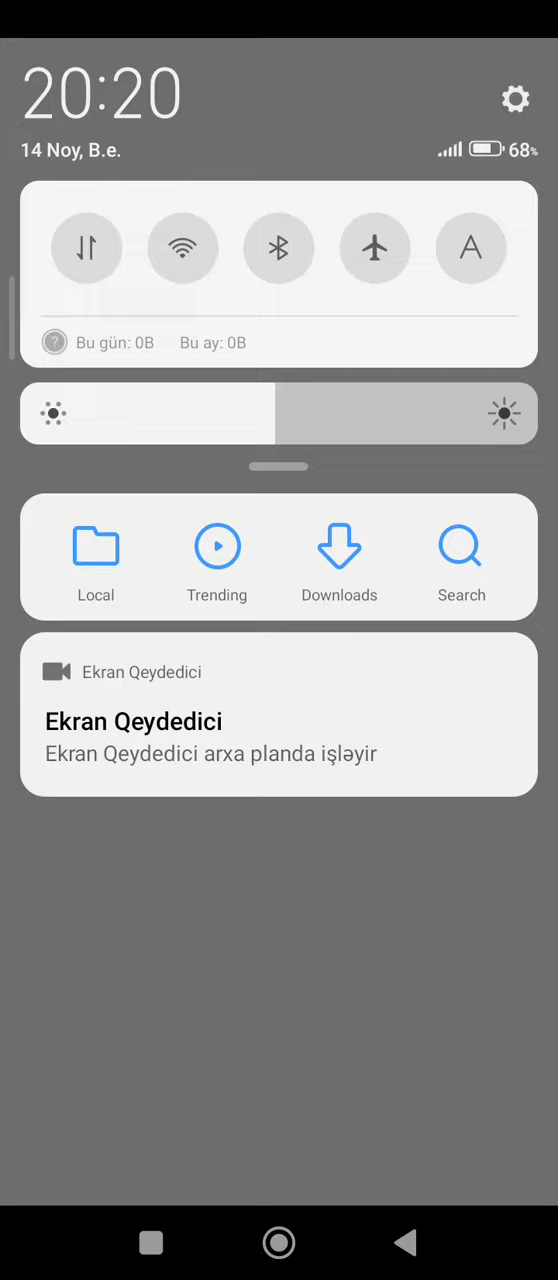 20:20
14 Noy, B.e.
68%
A
Bu gün: 0B Bu ay: 0B
Local Trending Downloads Search
Ekran Qeydedici
Ekran Qeydedici
Ekran Qeydedici arxa planda işləyir